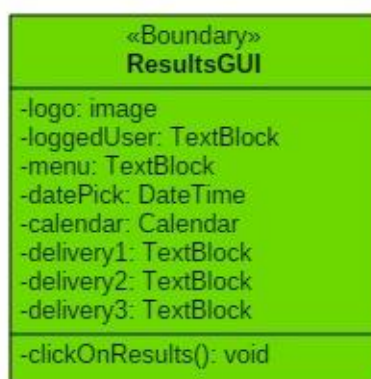 «Boundary»
ResultsGUI
-logo: image
-loggedUser: TextBlock
-menu: TextBlock
-datePick: DateTime
-calendar: Calendar
-delivery1: TextBlock
-delivery2: TextBlock
-delivery3: TextBlock
-clickOnResults(): void